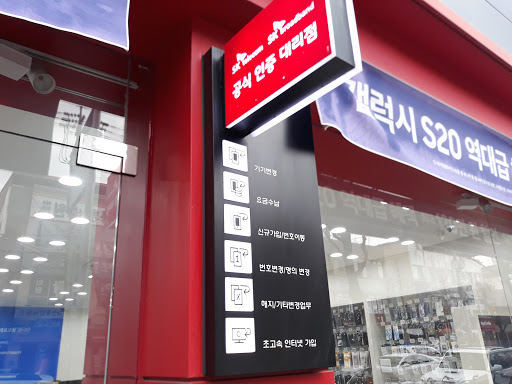 SK telecom SK broadband
공식 인증 대리점
갤럭시 S20 역대급
기기변경
요금수납
신규가입/번호이동
번호변경/명의 변경
해지/기타변경업무
초고속 인터넷 가입